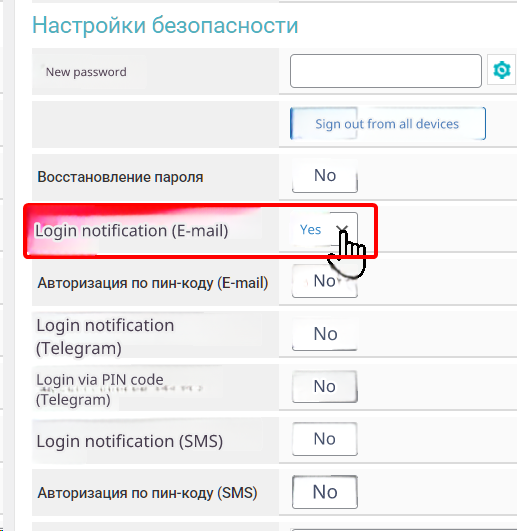 Настройки безопасности
New password
Sign out from all devices
Восстановление пароля
No
Login notification (E-mail)
Yes
Авторизация по пин-коду (E-mail)
No
Login notification
(Telegram)
No
Login via PIN code
(Telegram)
No
Login notification (SMS)
No
Авторизация по пин-коду (SMS)
No